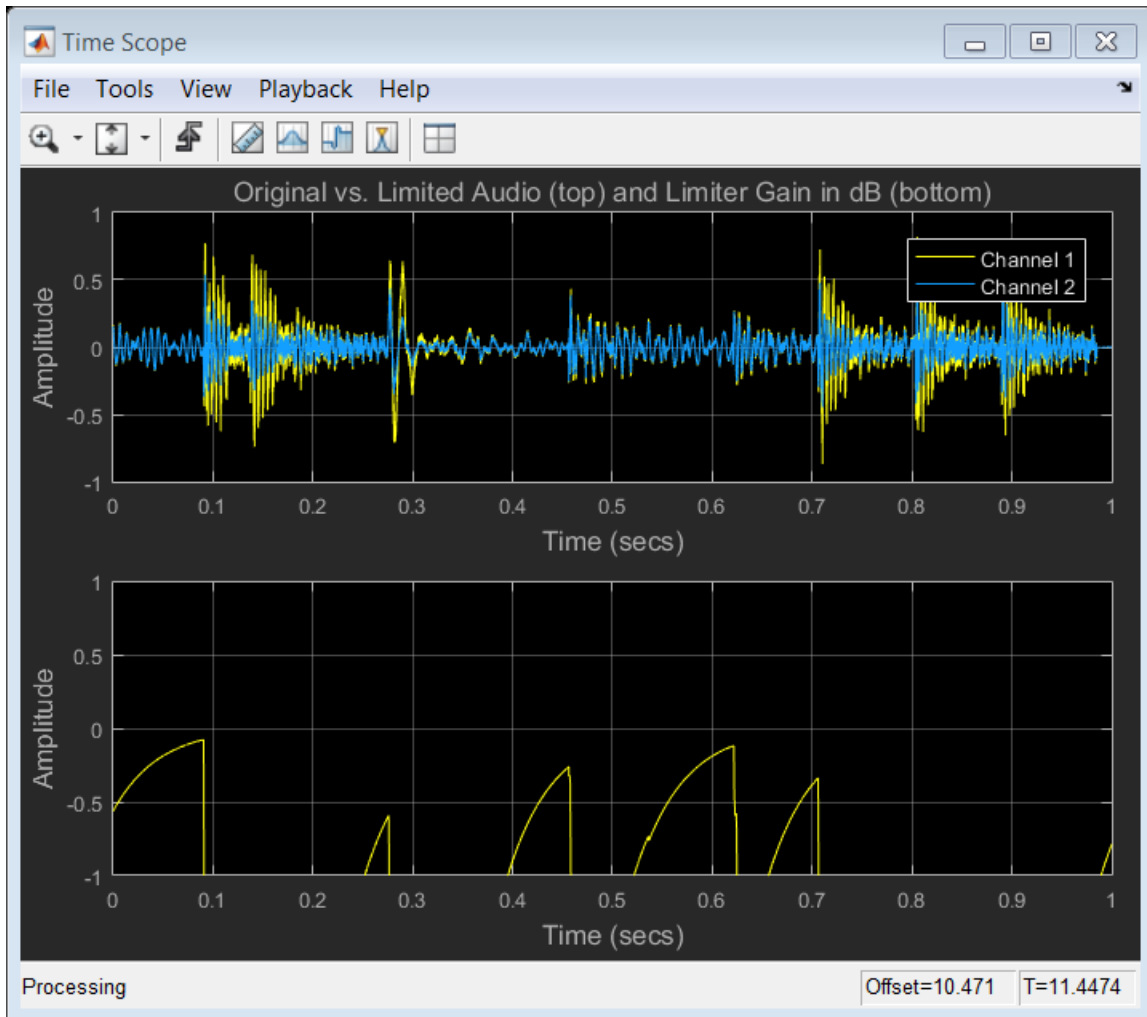 Time Scope
File Tools View Playback Help
Original vs. Limited Audio (top) and Limiter Gain in dB (bottom)
1
0.5
0
-0.5
-1
Amplitude
Channel 1
Channel 2
0 0.1 0.2 0.3 0.4 0.5 0.6 0.7 0.8 0.9 1
Time (secs)
1
0.5
0
-0.5
-1
Amplitude
0 0.1 0.2 0.3 0.4 0.5 0.6 0.7 0.8 0.9 1
Time (secs)
Processing Offset=10.471 T=11.4474